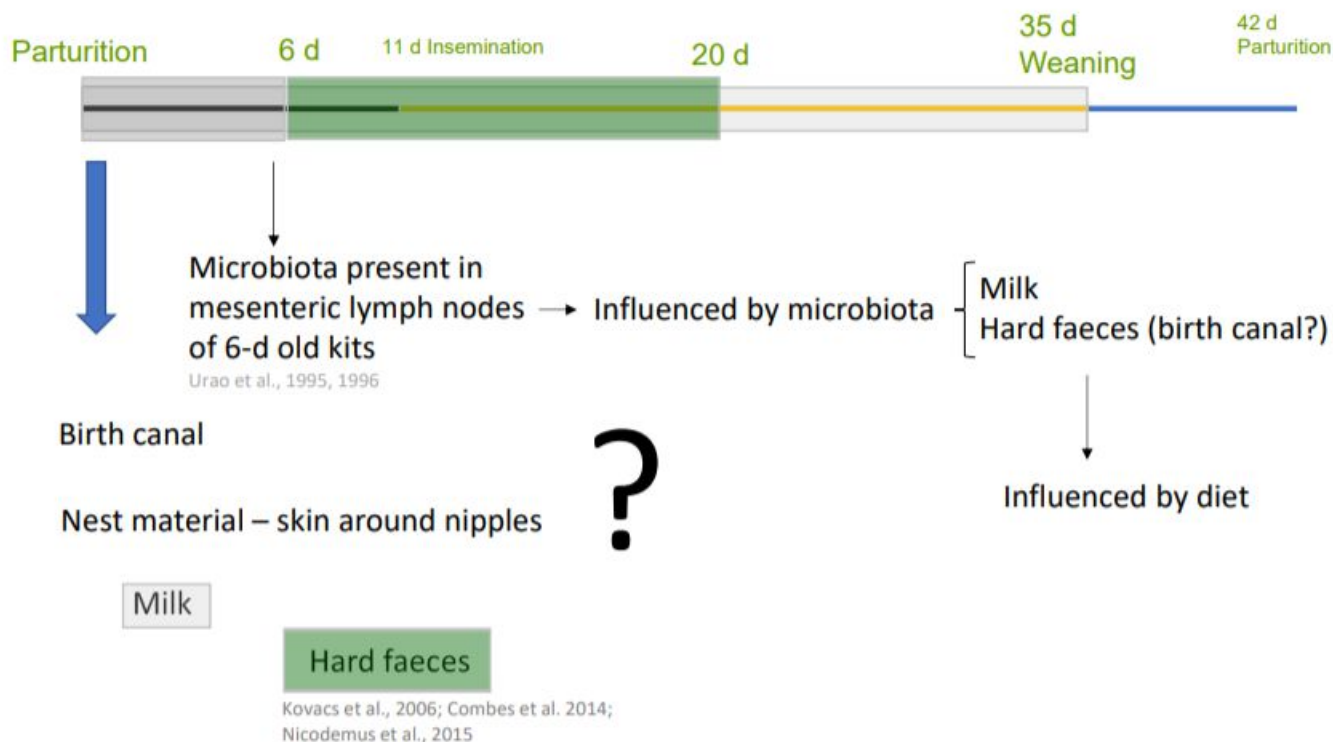 Parturition
6 d
11 d Insemination
20 d
35 d
Weaning
42 d
Parturition
Microbiota present in
mesenteric lymph nodes
of 6-d old kits
Urao et al., 1995, 1996
Influenced by microbiota
Milk
Hard faeces (birth canal?)
Influenced by diet
Birth canal
Nest material – skin around nipples
?
Milk
Hard faeces
Kovacs et al., 2006; Combes et al. 2014;
Nicodemus et al., 2015